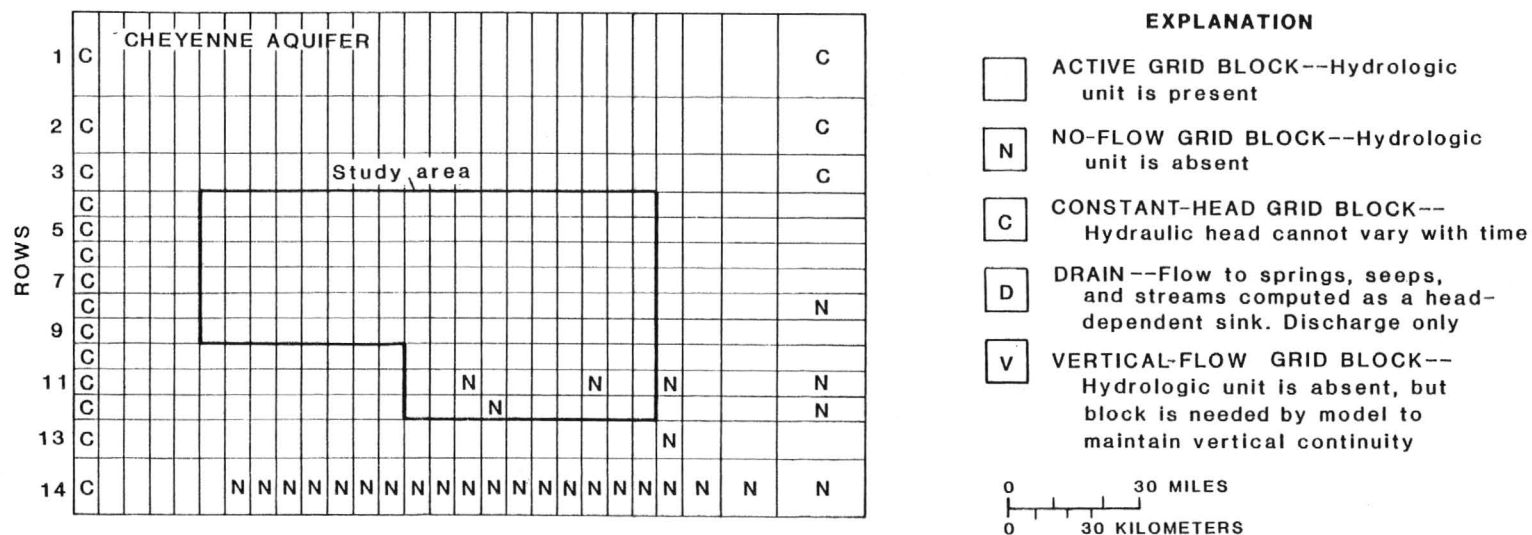 EXPLANATION
CHEYENNE AQUIFER
1 C C
2 C C
3 C C
Study area
C
5 C
C
7 C
C N
9 C
C
11 C N N N N
C N N
13 C N
14 C N N N N N N N N N N N N N N N N N N N N N
ROWS
ACTIVE GRID BLOCK--Hydrologic
unit is present
N NO-FLOW GRID BLOCK--Hydrologic
unit is absent
C CONSTANT-HEAD GRID BLOCK--
Hydraulic head cannot vary with time
D DRAIN--Flow to springs, seeps,
and streams computed as a head-
dependent sink. Discharge only
V VERTICAL-FLOW GRID BLOCK--
Hydrologic unit is absent, but
block is needed by model to
maintain vertical continuity
0 30 MILES
0 30 KILOMETERS